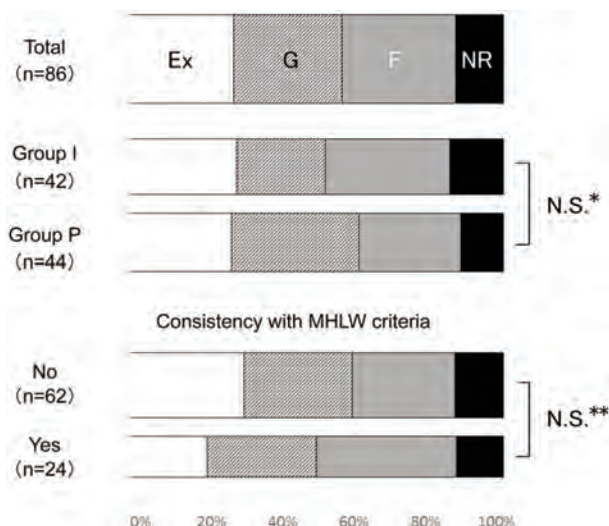 Total
(n=86)
Ex G F NR
Group I
(n=42)
Group P
(n=44)
N.S.*
Consistency with MHLW criteria
No
(n=62)
Yes
(n=24)
N.S.**
0% 20% 40% 60% 80% 100%